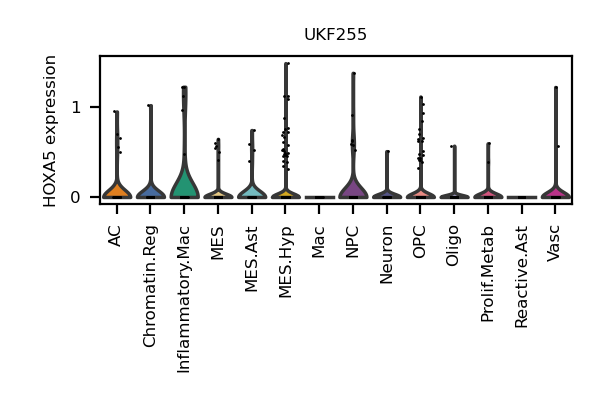 UKF255
HOXA5 expression
1
0
AC
Chromatin.Reg
Inflammatory.Mac
MES
MES.Ast
MES.Hyp
Mac
NPC
Neuron
OPC
Oligo
Prolif.Metab
Reactive.Ast
Vasc